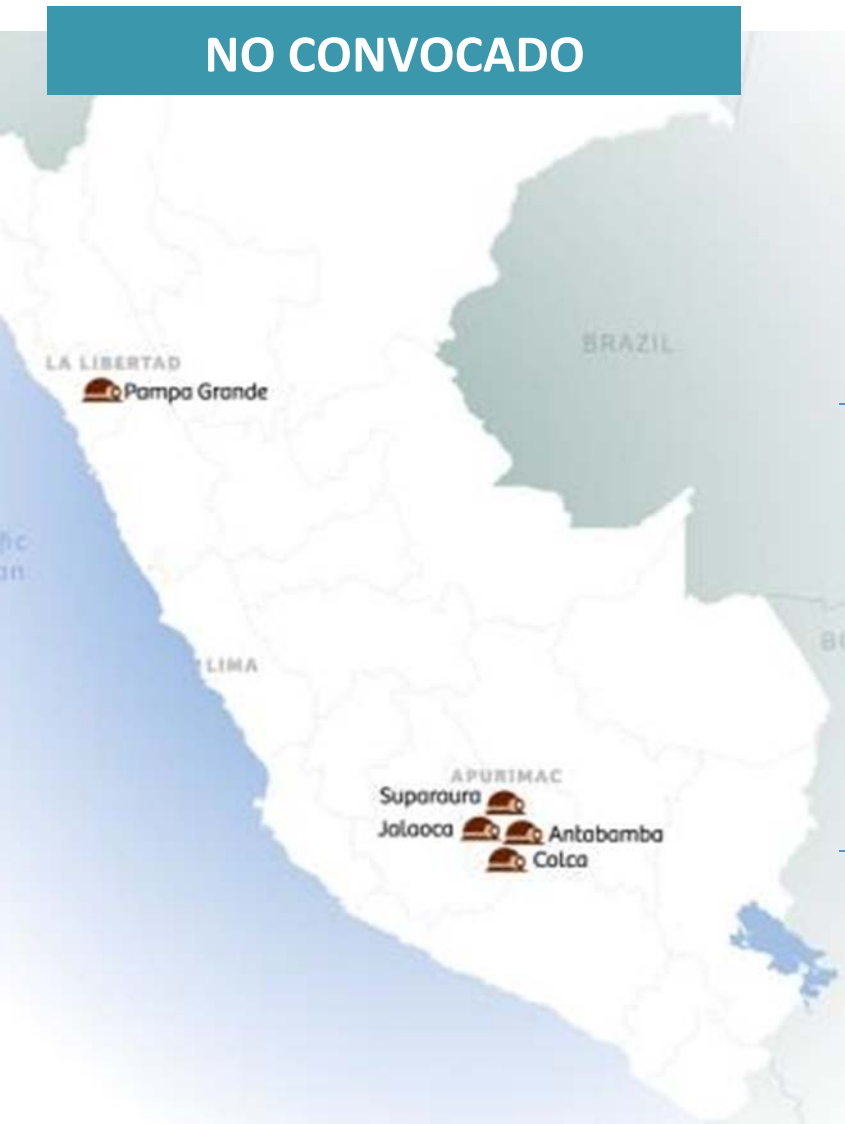 NO CONVOCADO
BRAZIL
LA LIBERTAD
Pampa Grande
LIMA
APURIMAC
Suparaura
Jalaoca
Antabamba
Colca